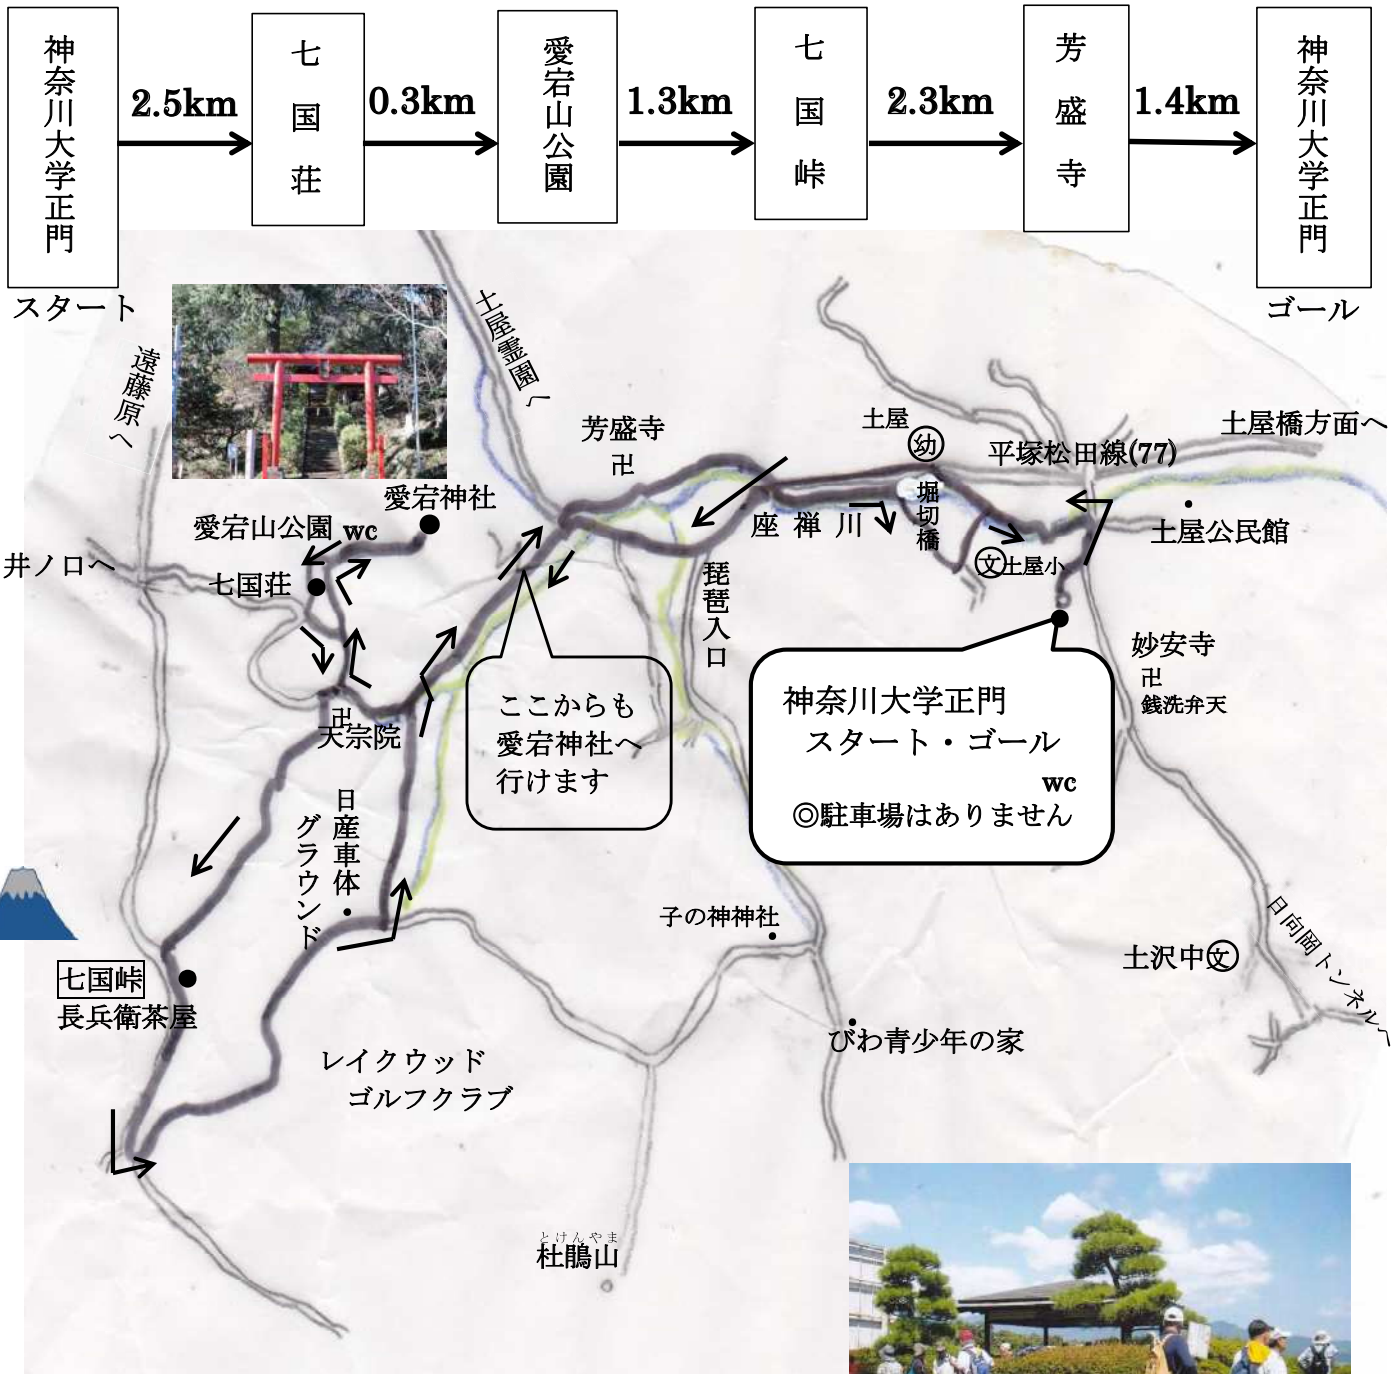 神奈川大学正門
2.5km
七国荘
0.3km
愛宕山公園
1.3km
七国峠
2.3km
芳盛寺
1.4km
神奈川大学正門
スタート
ゴール
遠藤原へ
土屋霊園へ
芳盛寺
卍
土屋
幼
平塚松田線(77)
土屋橋方面へ
愛宕神社
愛宕山公園 wc
井ノ口へ
七国荘
座禅川
堀切橋
土屋公民館
文土屋小
琵琶入口
妙安寺
卍
銭洗弁天
ここからも
愛宕神社へ
行けます
神奈川大学正門
スタート・ゴール
wc
◎駐車場はありません
卍
天宗院
日産車体・
グラウンド
子の神神社
土沢中文
日向岡トンネルへ
七国峠
長兵衛茶屋
びわ青少年の家
レイクウッド
ゴルフクラブ
とけんやま
杜鵑山